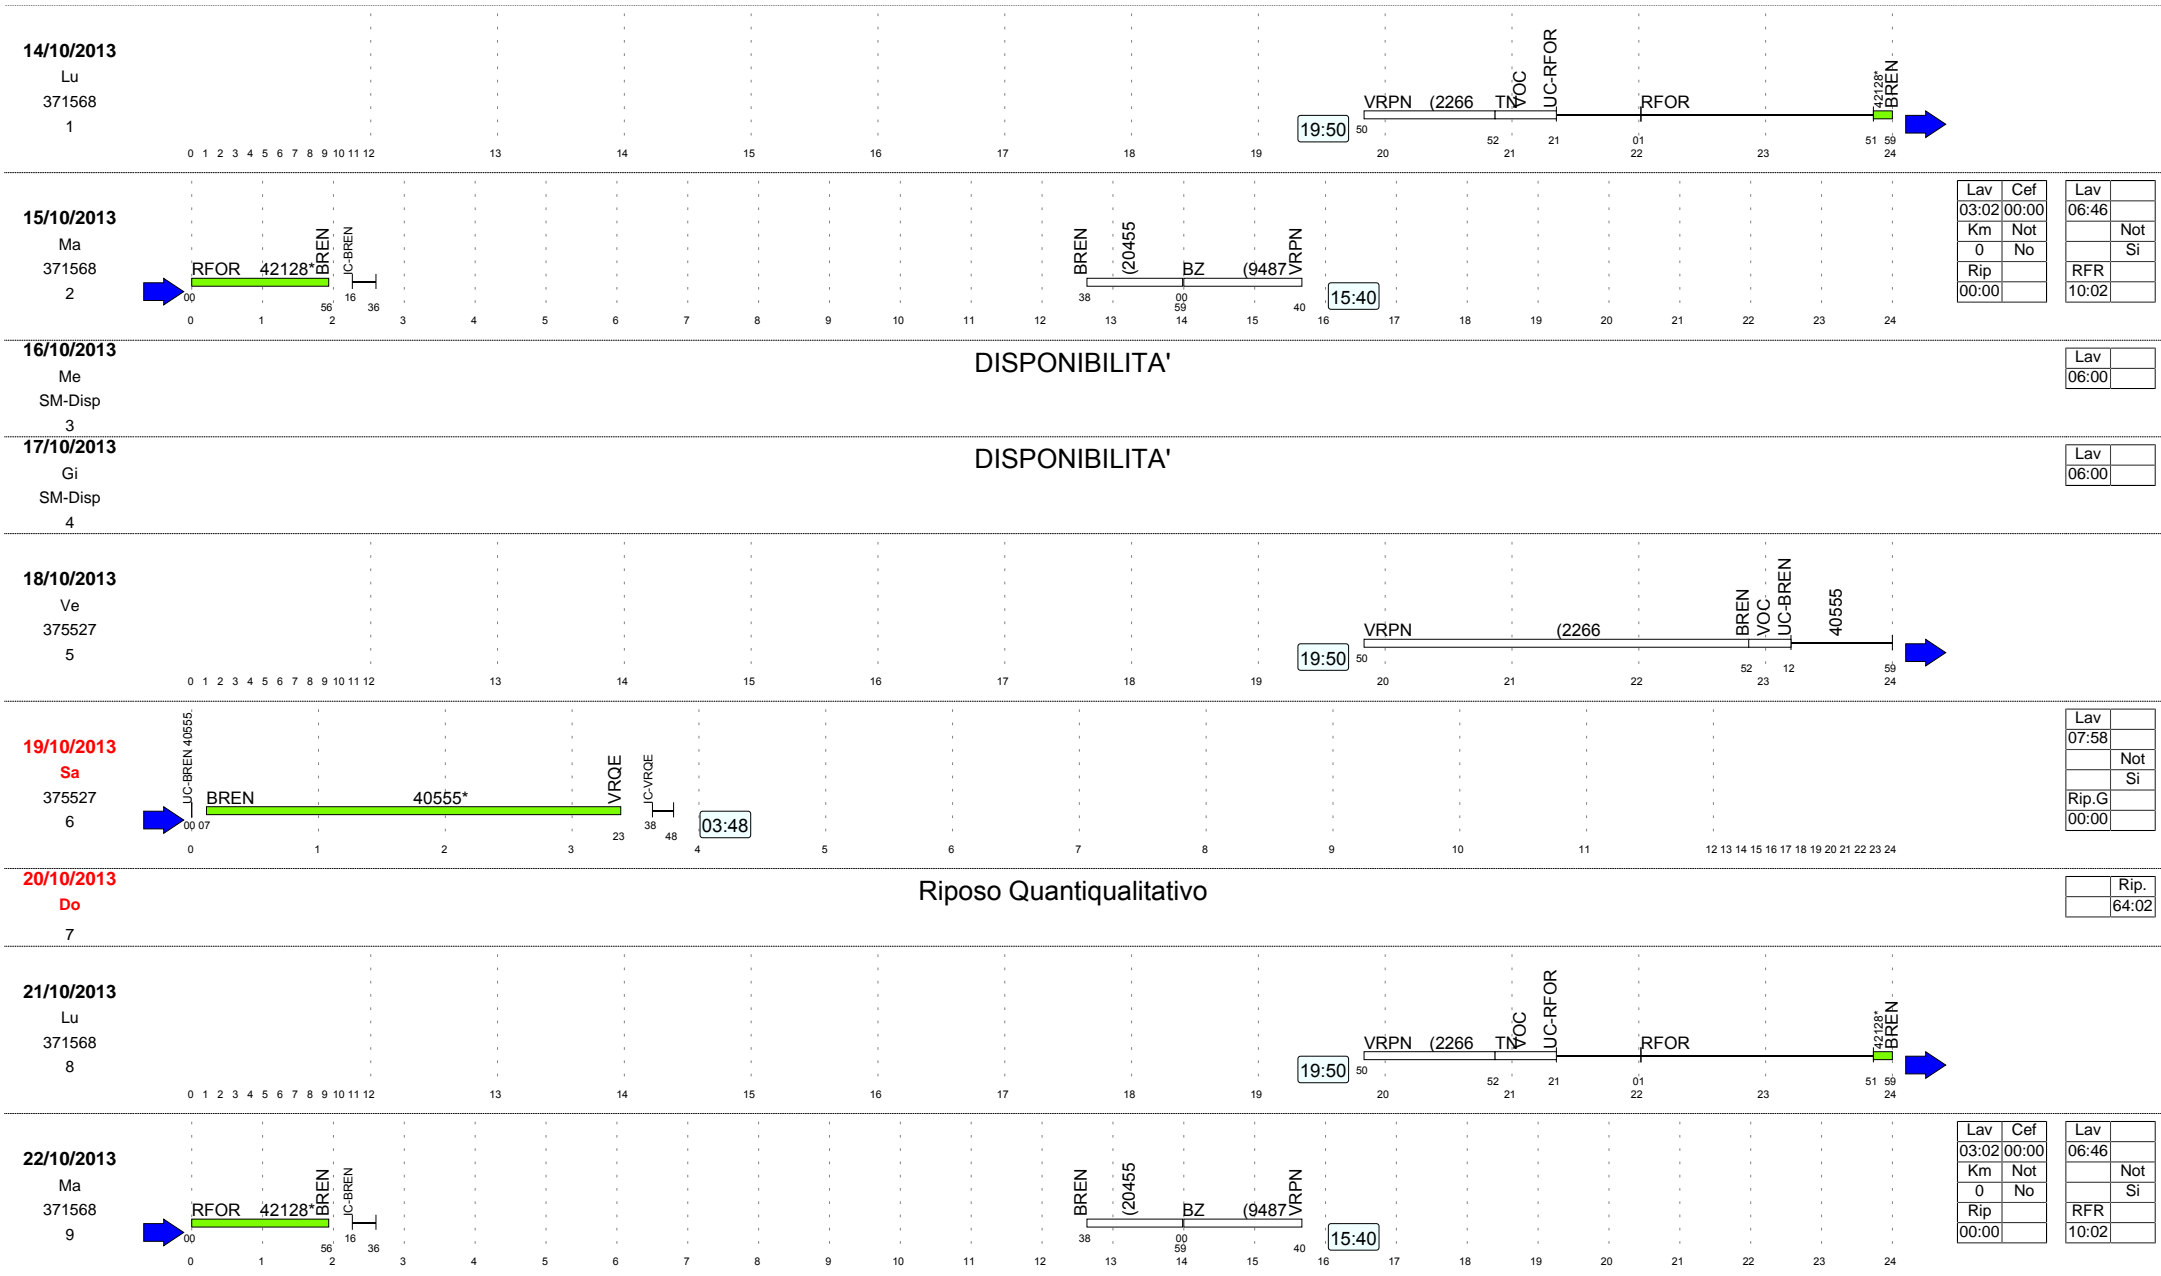 14/10/2013
Lu
371568
1
VRPN (2266 TN VOC UC-RFOR RFOR 42128* BREN
19:50 50 52 21 01 51 59
0 1 2 3 4 5 6 7 8 9 10 11 12 13 14 15 16 17 18 19 20 21 22 23 24
15/10/2013
Ma
371568
2
RFOR 42128* BREN IC-BREN BREN (20455 BZ (9487 VRPN
00 56 16 36 38 00 59 40 15:40
0 1 2 3 4 5 6 7 8 9 10 11 12 13 14 15 16 17 18 19 20 21 22 23 24
Lav Cef Lav
03:02 00:00 06:46
Km Not Not
0 No Si
Rip RFR
00:00 10:02
16/10/2013
Me
SM-Disp
3
DISPONIBILITA'
Lav
06:00
17/10/2013
Gi
SM-Disp
4
DISPONIBILITA'
Lav
06:00
18/10/2013
Ve
375527
5
VRPN (2266 BREN VOC UC-BREN 40555
19:50 50 52 12 59
0 1 2 3 4 5 6 7 8 9 10 11 12 13 14 15 16 17 18 19 20 21 22 23 24
19/10/2013
Sa
375527
6
UC-BREN 40555 BREN 40555* VRQE IC-VRQE
00 07 23 38 48 03:48
0 1 2 3 4 5 6 7 8 9 10 11 12 13 14 15 16 17 18 19 20 21 22 23 24
Lav
07:58
Not
Si
Rip.G
00:00
20/10/2013
Do
7
Riposo Quantiqualitativo
Rip.
64:02
21/10/2013
Lu
371568
8
VRPN (2266 TN VOC UC-RFOR RFOR 42128* BREN
19:50 50 52 21 01 51 59
0 1 2 3 4 5 6 7 8 9 10 11 12 13 14 15 16 17 18 19 20 21 22 23 24
22/10/2013
Ma
371568
9
RFOR 42128* BREN IC-BREN BREN (20455 BZ (9487 VRPN
00 56 16 36 38 00 59 40 15:40
0 1 2 3 4 5 6 7 8 9 10 11 12 13 14 15 16 17 18 19 20 21 22 23 24
Lav Cef Lav
03:02 00:00 06:46
Km Not Not
0 No Si
Rip RFR
00:00 10:02